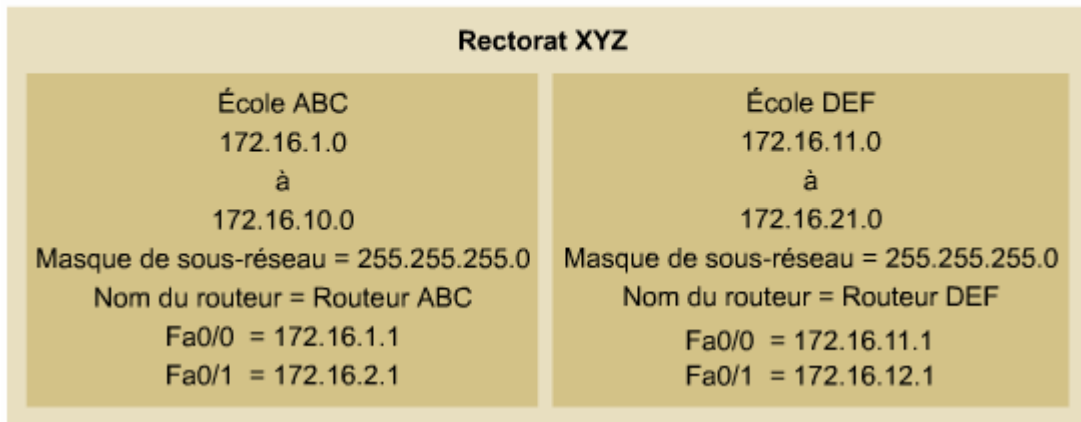 Rectorat XYZ
École ABC
172.16.1.0
à
172.16.10.0
Masque de sous-réseau = 255.255.255.0
Nom du routeur = Routeur ABC
Fa0/0 = 172.16.1.1
Fa0/1 = 172.16.2.1
École DEF
172.16.11.0
à
172.16.21.0
Masque de sous-réseau = 255.255.255.0
Nom du routeur = Routeur DEF
Fa0/0 = 172.16.11.1
Fa0/1 = 172.16.12.1